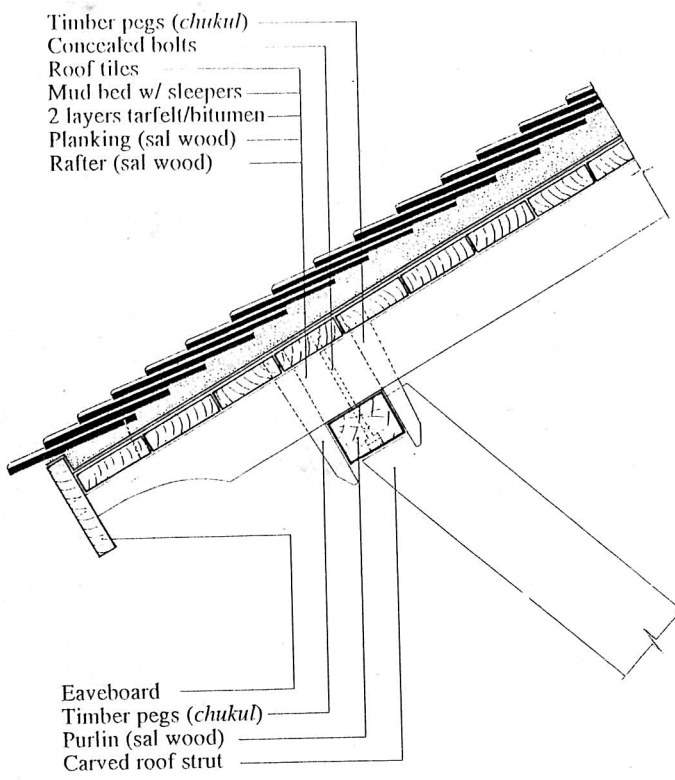 Timber pegs (chukul)
Concealed bolts
Roof tiles
Mud bed w/ sleepers
2 layers tarfelt/bitumen
Planking (sal wood)
Rafter (sal wood)
Eaveboard
Timber pegs (chukul)
Purlin (sal wood)
Carved roof strut